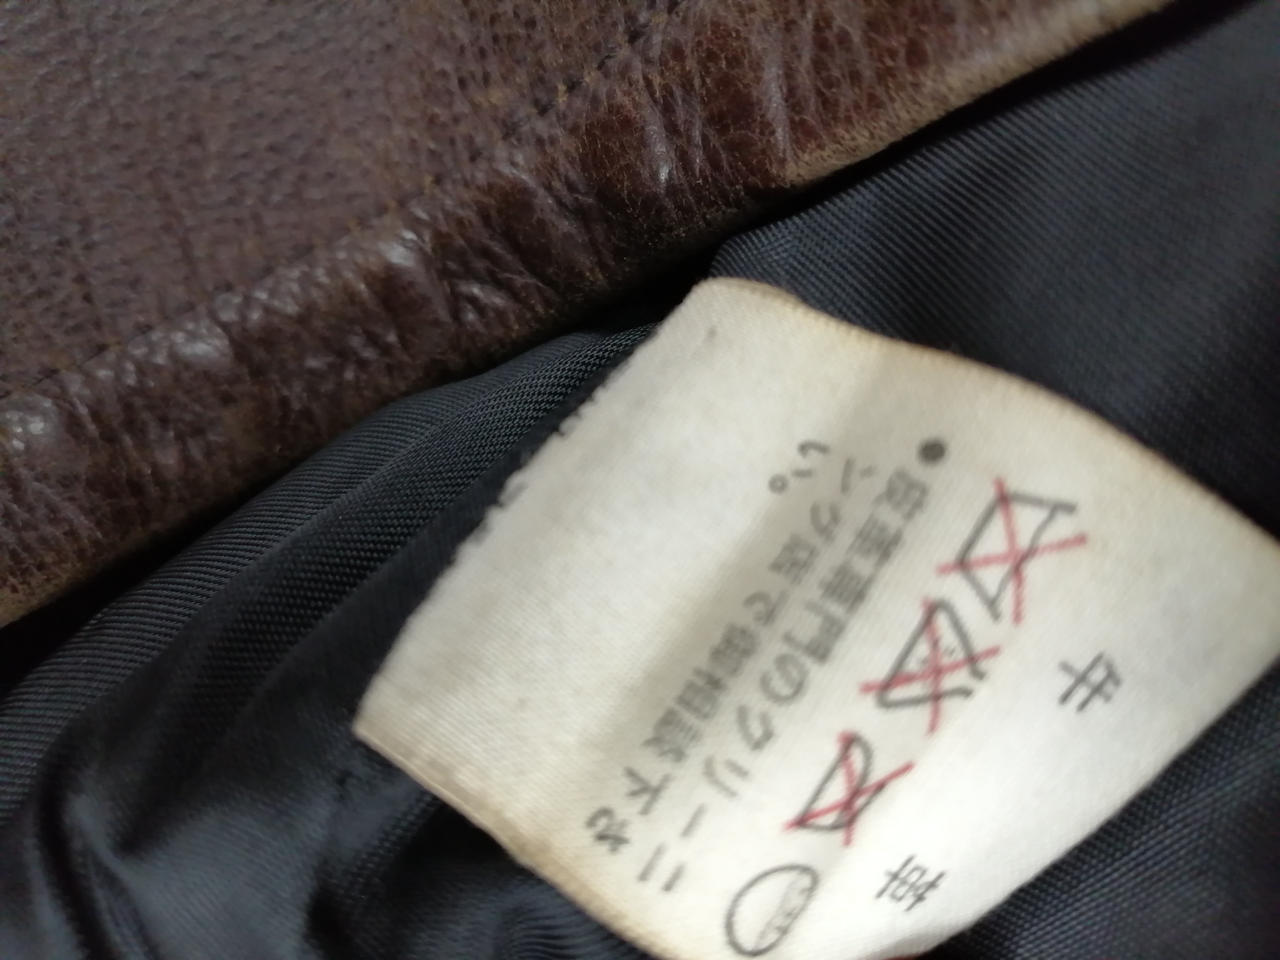 牛 革
●皮革専門のクリーニ
ング店で御相談下さ
い。